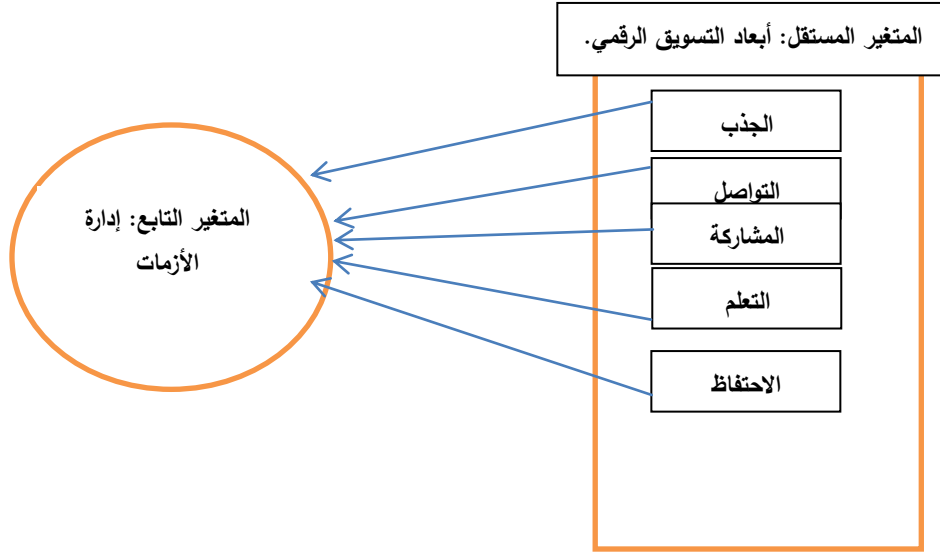 المتغير المستقل: أبعاد التسويق الرقمي.
الجذب
التواصل
المشاركة
التعلم
الاحتفاظ
المتغير التابع: إدارة
الأزمات